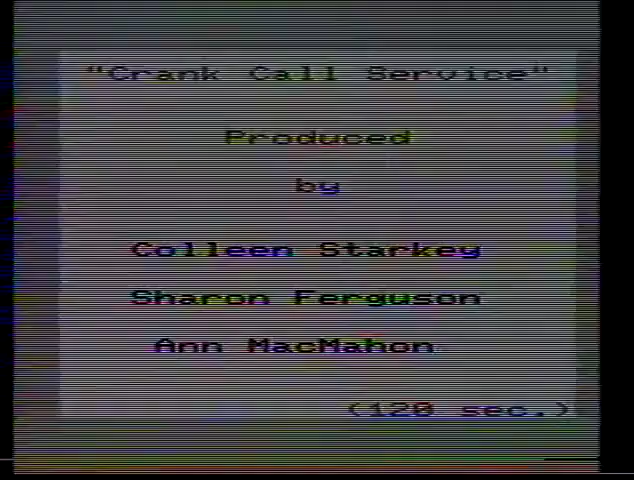 "Crank Call Service"
Produced
by
Colleen Starkey
Sharon Ferguson
Ann MacMahon
(120 sec.)